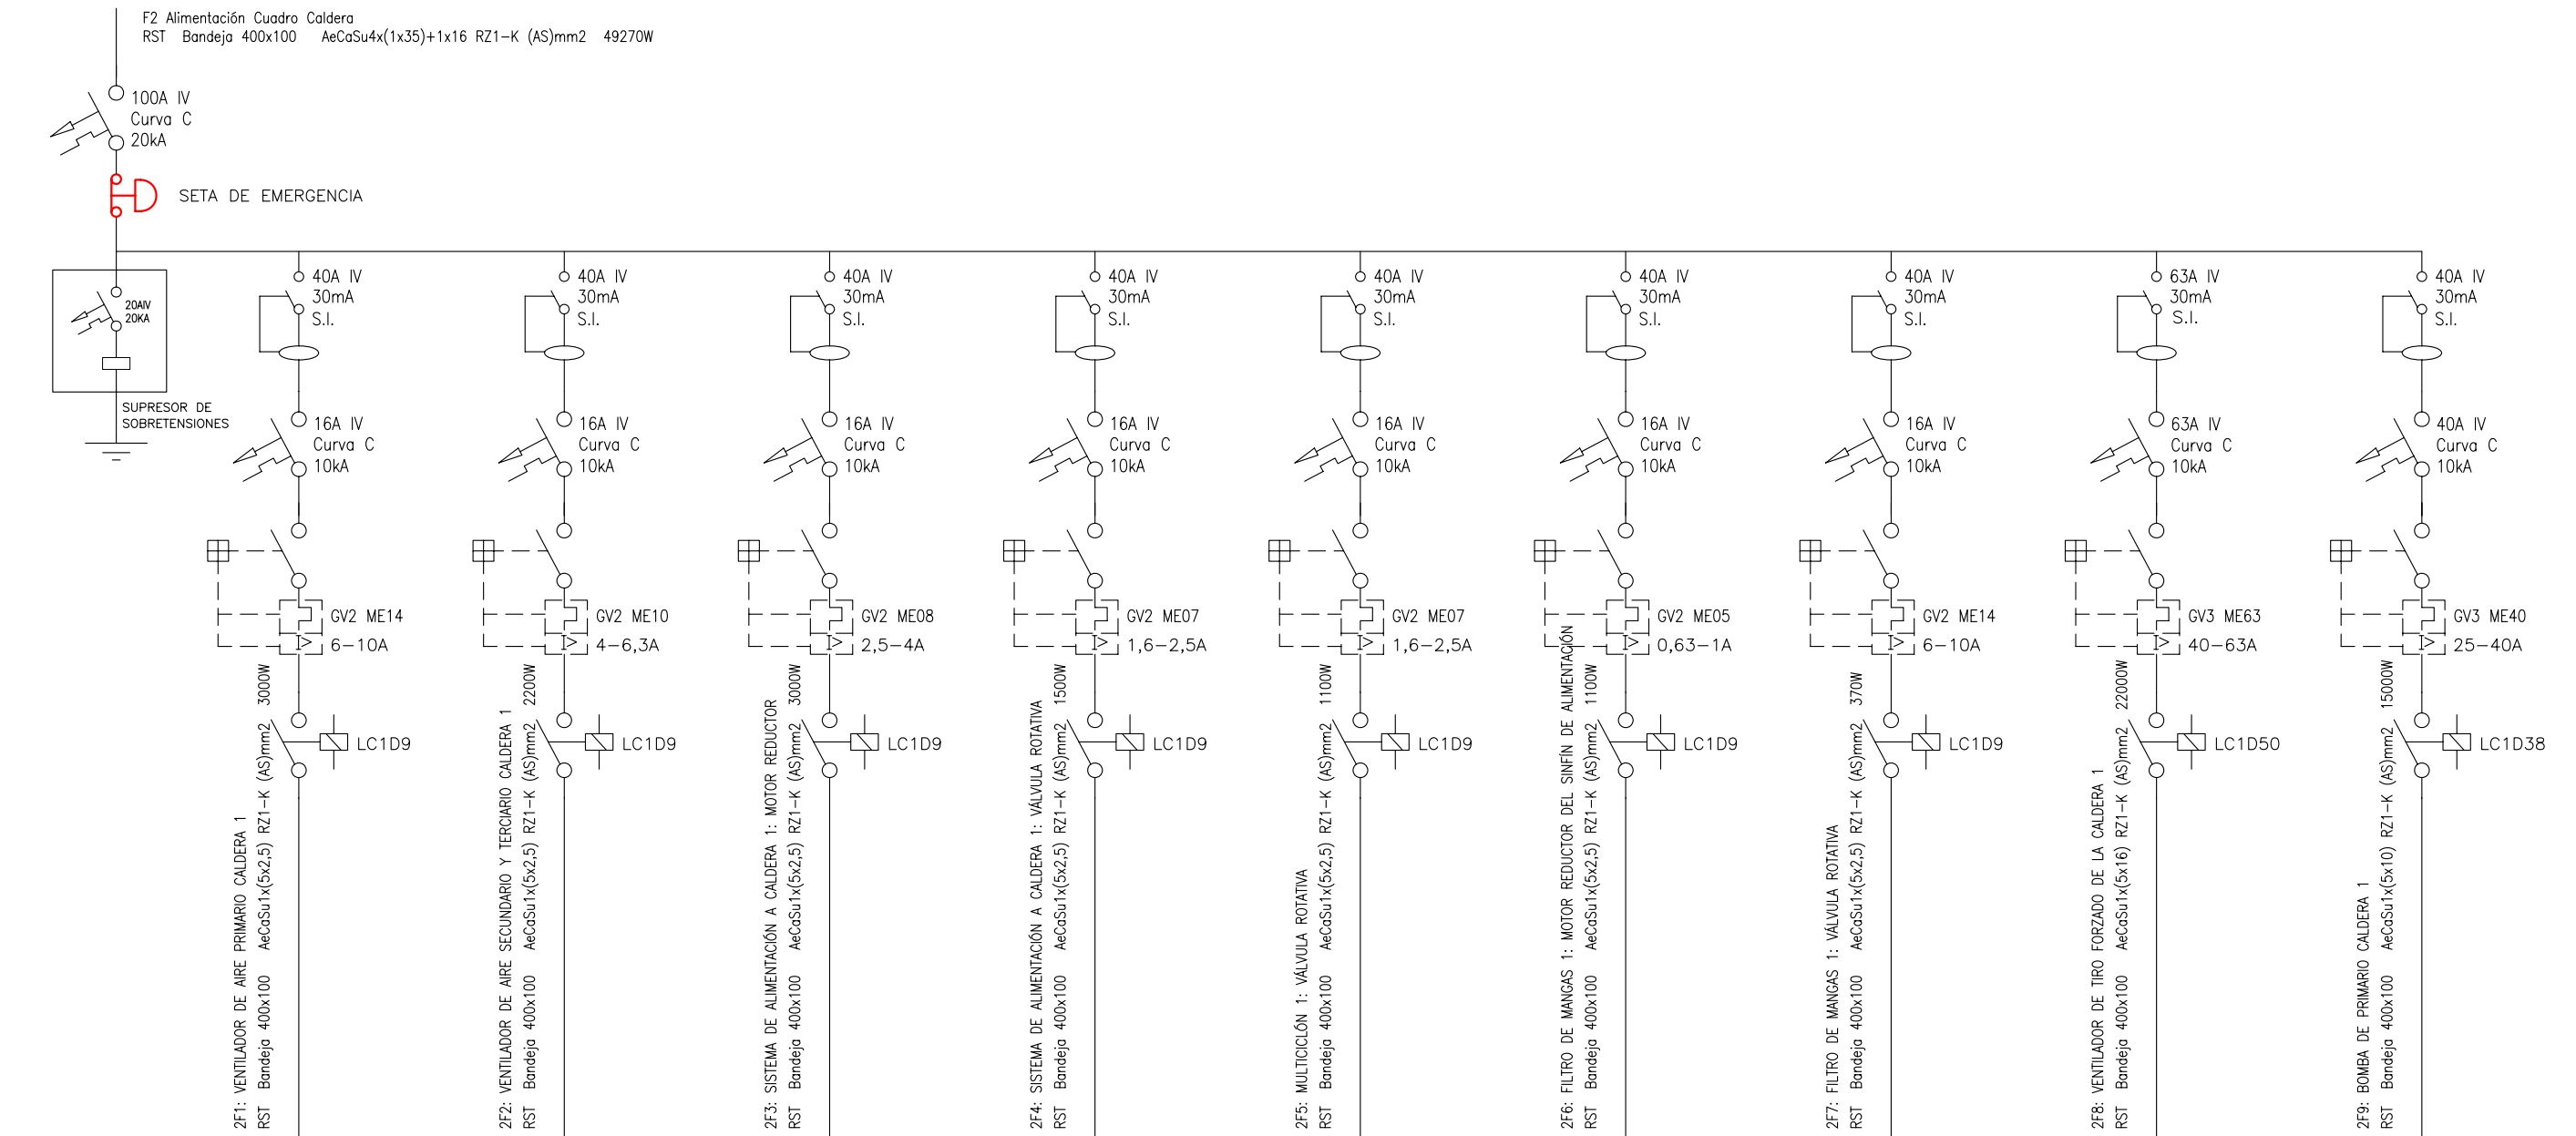 F2 Alimentación Cuadro Caldera
RST Bandeja 400x100 AeCaSu4x(1x35)+1x16 RZ1-K (AS)mm2 49270W
100A IV
Curva C
20kA
SETA DE EMERGENCIA
20AIV
20KA
SUPRESOR DE
SOBRETENSIONES
40A IV
30mA
S.I.
16A IV
Curva C
10kA
GV2 ME14
I>
6-10A
LC1D9
2F1: VENTILADOR DE AIRE PRIMARIO CALDERA 1
RST Bandeja 400x100 AeCaSu1x(5x2,5) RZ1-K (AS)mm2 3000W
40A IV
30mA
S.I.
16A IV
Curva C
10kA
GV2 ME10
I>
4-6,3A
LC1D9
2F2: VENTILADOR DE AIRE SECUNDARIO Y TERCIARIO CALDERA 1
RST Bandeja 400x100 AeCaSu1x(5x2,5) RZ1-K (AS)mm2 2200W
40A IV
30mA
S.I.
16A IV
Curva C
10kA
GV2 ME08
I>
2,5-4A
LC1D9
2F3: SISTEMA DE ALIMENTACIÓN A CALDERA 1: MOTOR REDUCTOR
RST Bandeja 400x100 AeCaSu1x(5x2,5) RZ1-K (AS)mm2 3000W
40A IV
30mA
S.I.
16A IV
Curva C
10kA
GV2 ME07
I>
1,6-2,5A
LC1D9
2F4: SISTEMA DE ALIMENTACIÓN A CALDERA 1: VÁLVULA ROTATIVA
RST Bandeja 400x100 AeCaSu1x(5x2,5) RZ1-K (AS)mm2 1500W
40A IV
30mA
S.I.
16A IV
Curva C
10kA
GV2 ME07
I>
1,6-2,5A
LC1D9
2F5: MULTICICLÓN 1: VÁLVULA ROTATIVA
RST Bandeja 400x100 AeCaSu1x(5x2,5) RZ1-K (AS)mm2 1100W
40A IV
30mA
S.I.
16A IV
Curva C
10kA
GV2 ME05
I>
0,63-1A
LC1D9
2F6: FILTRO DE MANGAS 1: MOTOR REDUCTOR DEL SINFÍN DE ALIMENTACIÓN
RST Bandeja 400x100 AeCaSu1x(5x2,5) RZ1-K (AS)mm2 1100W
40A IV
30mA
S.I.
16A IV
Curva C
10kA
GV2 ME14
I>
6-10A
LC1D9
2F7: FILTRO DE MANGAS 1: VÁLVULA ROTATIVA
RST Bandeja 400x100 AeCaSu1x(5x2,5) RZ1-K (AS)mm2 370W
63A IV
30mA
S.I.
63A IV
Curva C
10kA
GV3 ME63
I>
40-63A
LC1D50
2F8: VENTILADOR DE TIRO FORZADO DE LA CALDERA 1
RST Bandeja 400x100 AeCaSu1x(5x16) RZ1-K (AS)mm2 22000W
40A IV
30mA
S.I.
40A IV
Curva C
10kA
GV3 ME40
I>
25-40A
LC1D38
2F9: BOMBA DE PRIMARIO CALDERA 1
RST Bandeja 400x100 AeCaSu1x(5x10) RZ1-K (AS)mm2 15000W